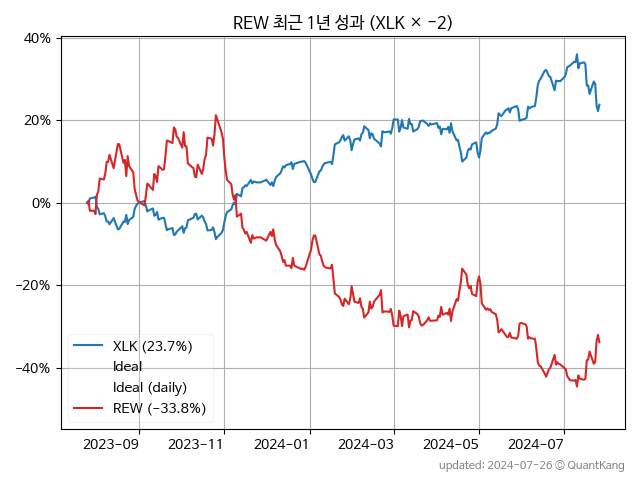 REW 최근 1년 성과 (XLK × -2)
40%
20%
0%
-20%
-40%
XLK (23.7%)
Ideal
Ideal (daily)
REW (-33.8%)
2023-09 2023-11 2024-01 2024-03 2024-05 2024-07
updated: 2024-07-26 © QuantKang